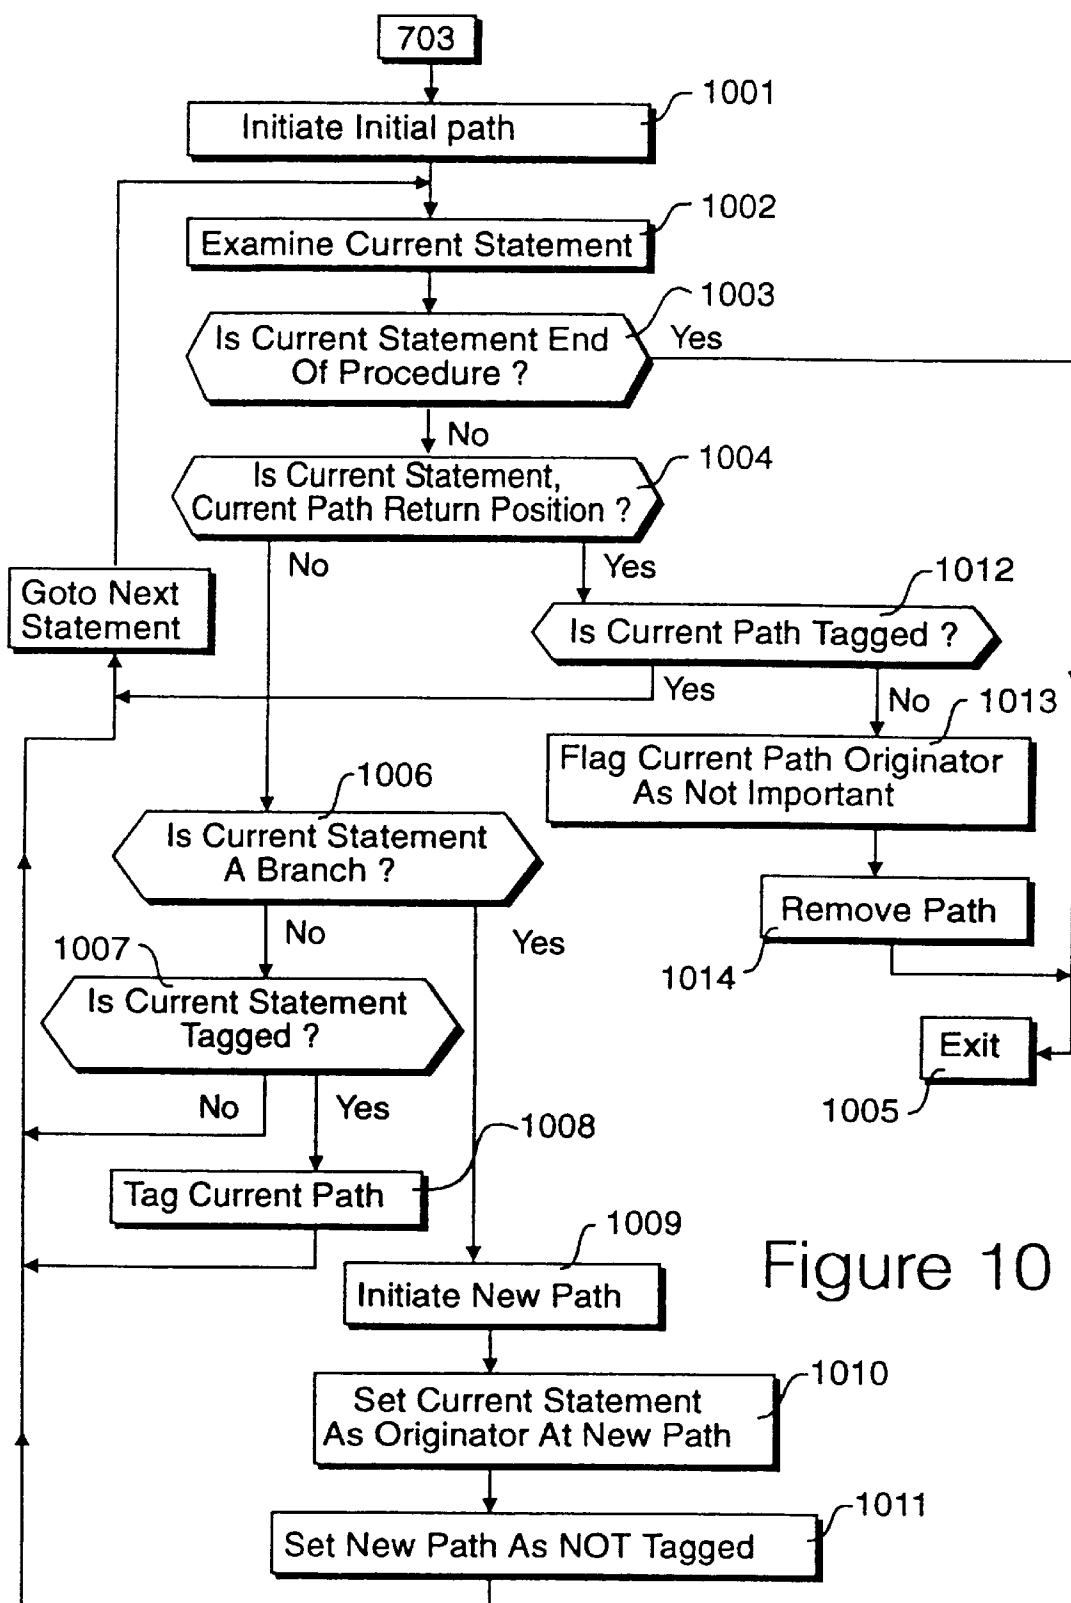 703
1001
Initiate Initial path
1002
Examine Current Statement
1003
Is Current Statement End
Of Procedure ?
Yes
No
1004
Is Current Statement,
Current Path Return Position ?
No
Yes
Goto Next
Statement
1012
Is Current Path Tagged ?
Yes
No
1013
Flag Current Path Originator
As Not Important
1006
Is Current Statement
A Branch ?
Remove Path
1014
No
Yes
1007
Is Current Statement
Tagged ?
Exit
1005
No
Yes
1008
Tag Current Path
1009
Initiate New Path
Figure 10
1010
Set Current Statement
As Originator At New Path
1011
Set New Path As NOT Tagged